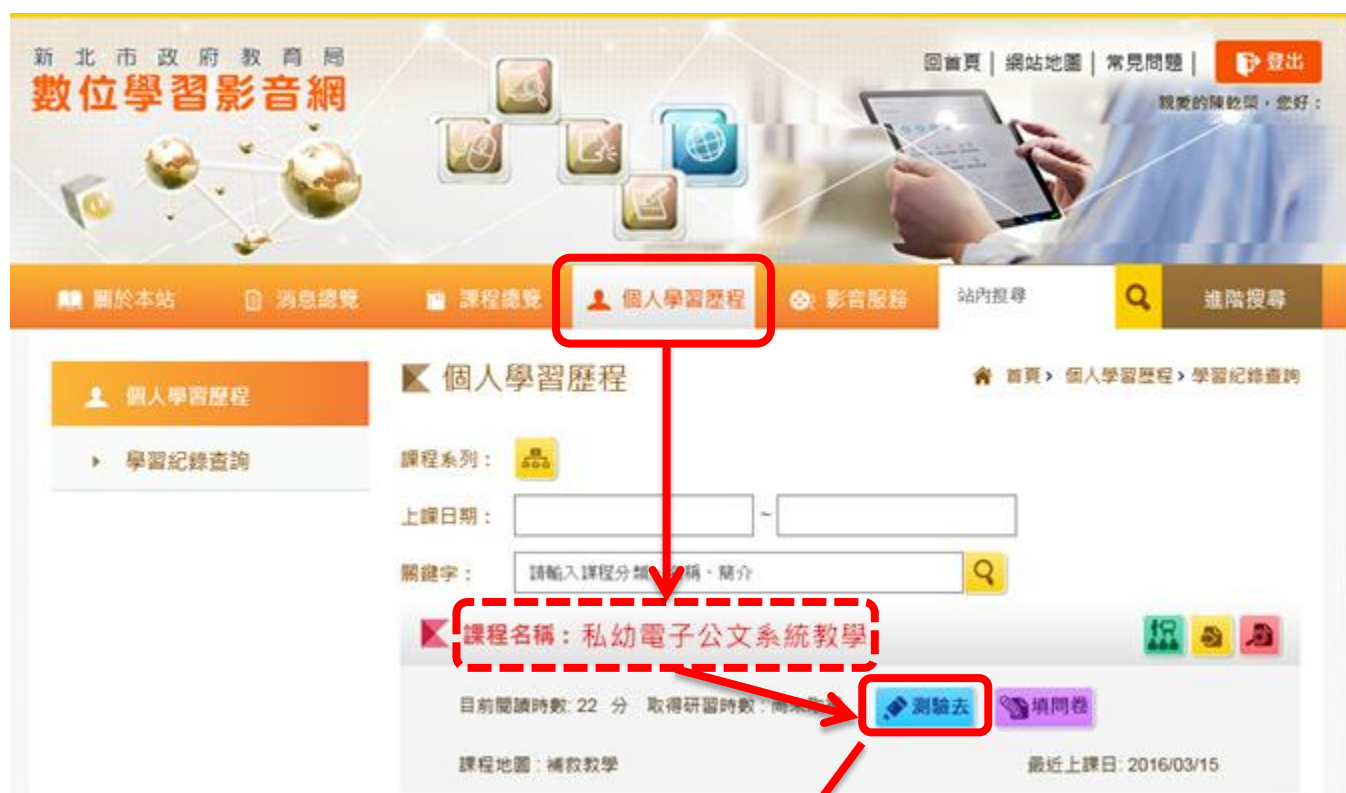 新北市政府教育局
數位學習影音網
回首頁 | 網站地圖 | 常見問題 | 登出
親愛的陳乾榮，您好：
關於本站 消息總覽 課程總覽 個人學習歷程 影音服務 站內搜尋 進階搜尋
個人學習歷程
學習紀錄查詢
個人學習歷程
首頁 › 個人學習歷程 › 學習紀錄查詢
課程系列：
上課日期： ~
關鍵字： 請輸入課程分類、名稱、簡介
課程名稱：私幼電子公文系統教學
目前閱讀時數: 22 分 取得研習時數 : 尚未取得 測驗去 填問卷
課程地圖 : 補救教學 最近上課日: 2016/03/15